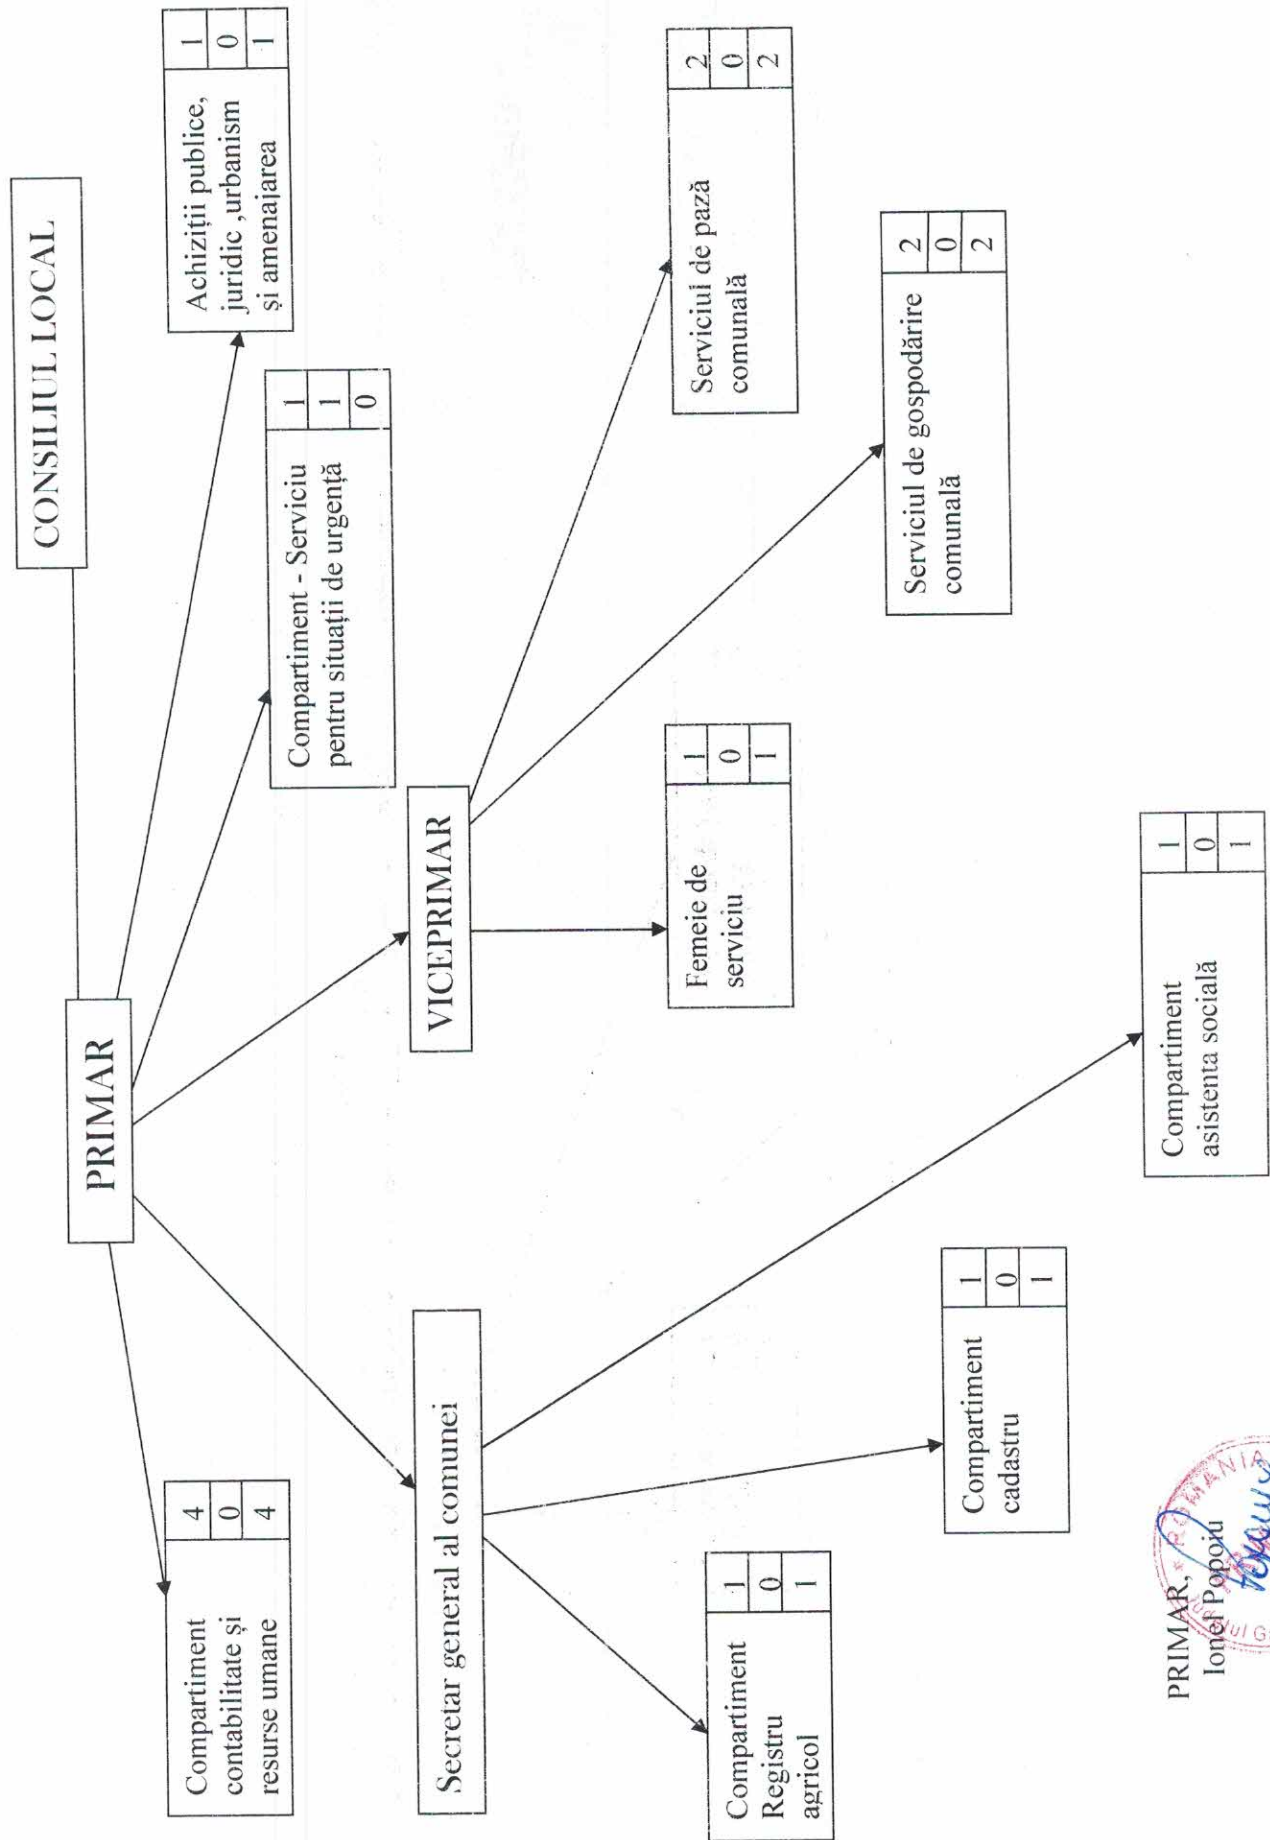 CONSILIUL LOCAL
PRIMAR
Compartiment
contabilitate și
resurse umane
4
0
4
Compartiment - Serviciu
pentru situații de urgență
1
1
0
Achiziții publice,
juridic ,urbanism
și amenajarea
1
0
1
Secretar general al comunei
VICEPRIMAR
Compartiment
Registru
agricol
1
0
1
Compartiment
cadastru
1
0
1
Compartiment
asistenta socială
1
0
1
Femeie de
serviciu
1
0
1
Serviciul de gospodărire
comunală
2
0
2
Serviciul de pază
comunală
2
0
2
PRIMAR,
Ionel Popoiu
ROMANIA